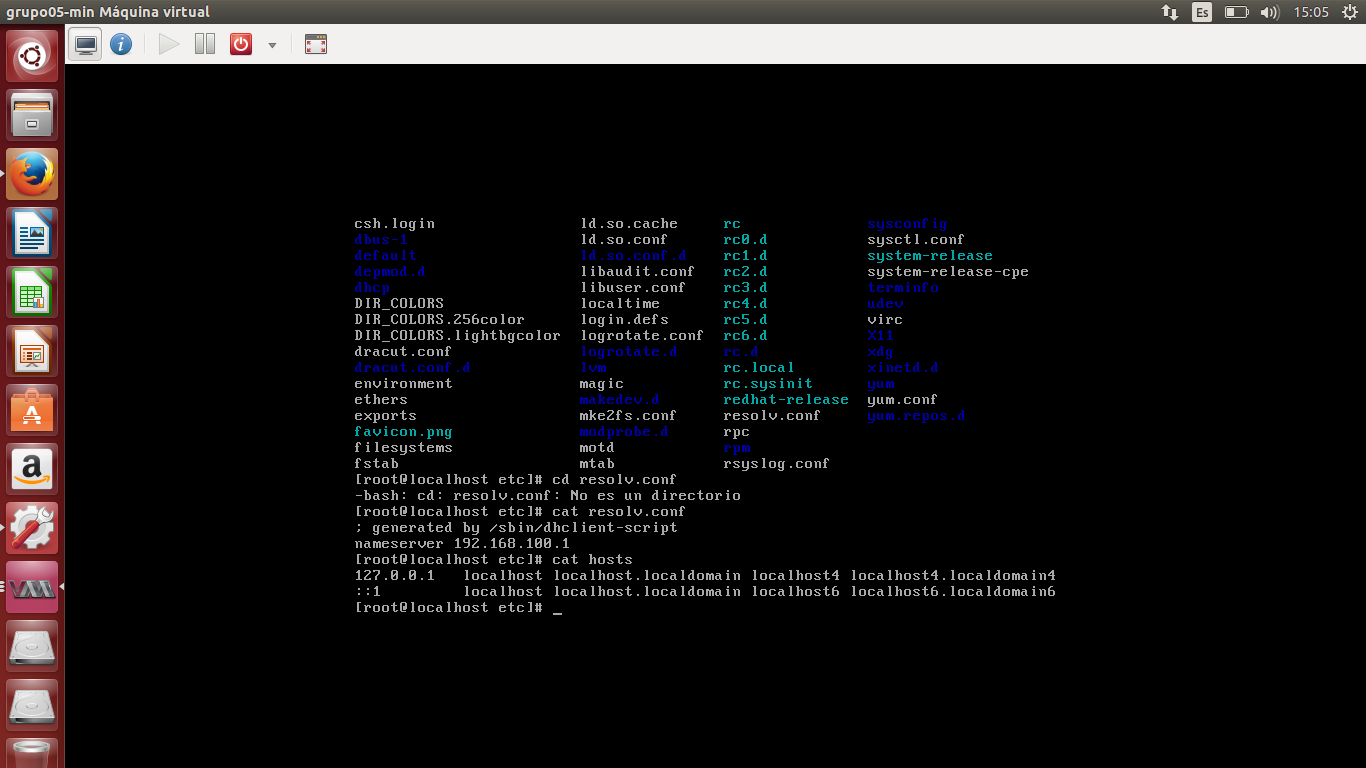 grupo05-min Máquina virtual Es 15:05
csh.login ld.so.cache rc sysconfig
dbus-1 ld.so.conf rc0.d sysctl.conf
default ld.so.conf.d rc1.d system-release
depmod.d libaudit.conf rc2.d system-release-cpe
dhcp libuser.conf rc3.d terminfo
DIR_COLORS localtime rc4.d udev
DIR_COLORS.256color login.defs rc5.d virc
DIR_COLORS.lightbgcolor logrotate.conf rc6.d X11
dracut.conf logrotate.d rc.d xdg
dracut.conf.d lvm rc.local xinetd.d
environment magic rc.sysinit yum
ethers makedev.d redhat-release yum.conf
exports mke2fs.conf resolv.conf yum.repos.d
favicon.png modprobe.d rpc
filesystems motd rpm
fstab mtab rsyslog.conf
[root@localhost etc]# cd resolv.conf
-bash: cd: resolv.conf: No es un directorio
[root@localhost etc]# cat resolv.conf
; generated by /sbin/dhclient-script
nameserver 192.168.100.1
[root@localhost etc]# cat hosts
127.0.0.1 localhost localhost.localdomain localhost4 localhost4.localdomain4
::1 localhost localhost.localdomain localhost6 localhost6.localdomain6
[root@localhost etc]# _